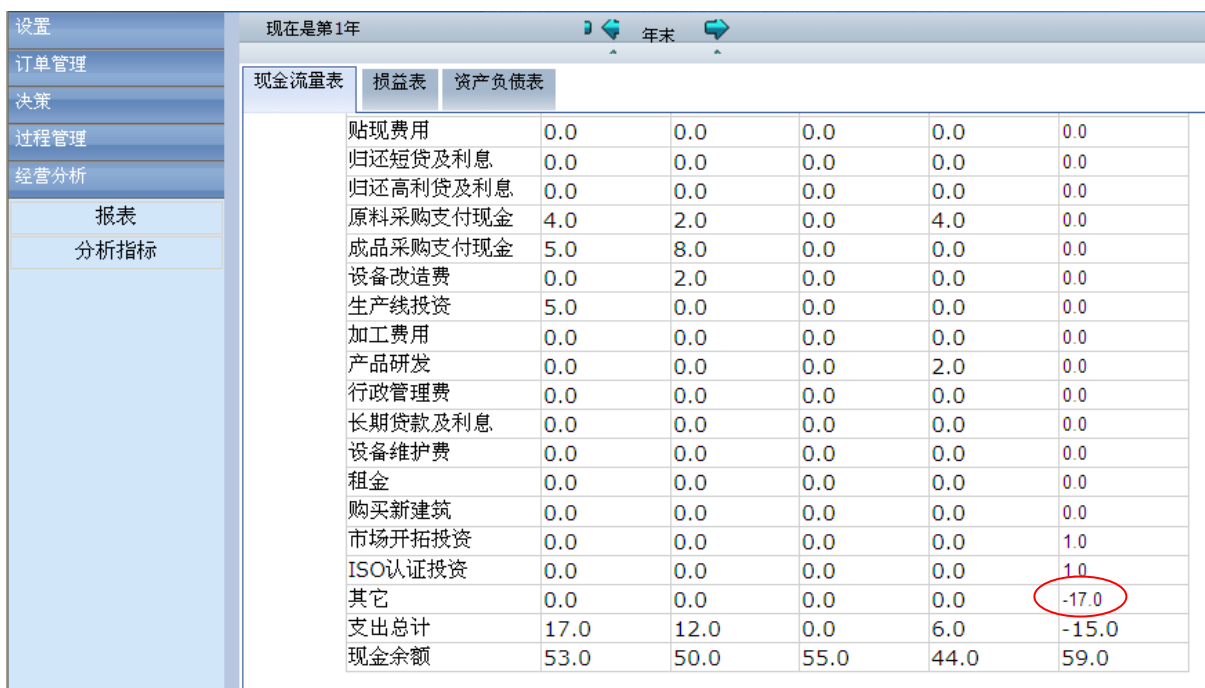 设置
订单管理
决策
过程管理
经营分析
报表
分析指标
现在是第1年 年末
现金流量表 损益表 资产负债表
贴现费用 0.0 0.0 0.0 0.0 0.0
归还短贷及利息 0.0 0.0 0.0 0.0 0.0
归还高利贷及利息 0.0 0.0 0.0 0.0 0.0
原料采购支付现金 4.0 2.0 0.0 4.0 0.0
成品采购支付现金 5.0 8.0 0.0 0.0 0.0
设备改造费 0.0 2.0 0.0 0.0 0.0
生产线投资 5.0 0.0 0.0 0.0 0.0
加工费用 0.0 0.0 0.0 0.0 0.0
产品研发 0.0 0.0 0.0 2.0 0.0
行政管理费 0.0 0.0 0.0 0.0 0.0
长期贷款及利息 0.0 0.0 0.0 0.0 0.0
设备维护费 0.0 0.0 0.0 0.0 0.0
租金 0.0 0.0 0.0 0.0 0.0
购买新建筑 0.0 0.0 0.0 0.0 0.0
市场开拓投资 0.0 0.0 0.0 0.0 1.0
ISO认证投资 0.0 0.0 0.0 0.0 1.0
其它 0.0 0.0 0.0 0.0 -17.0
支出总计 17.0 12.0 0.0 6.0 -15.0
现金余额 53.0 50.0 55.0 44.0 59.0